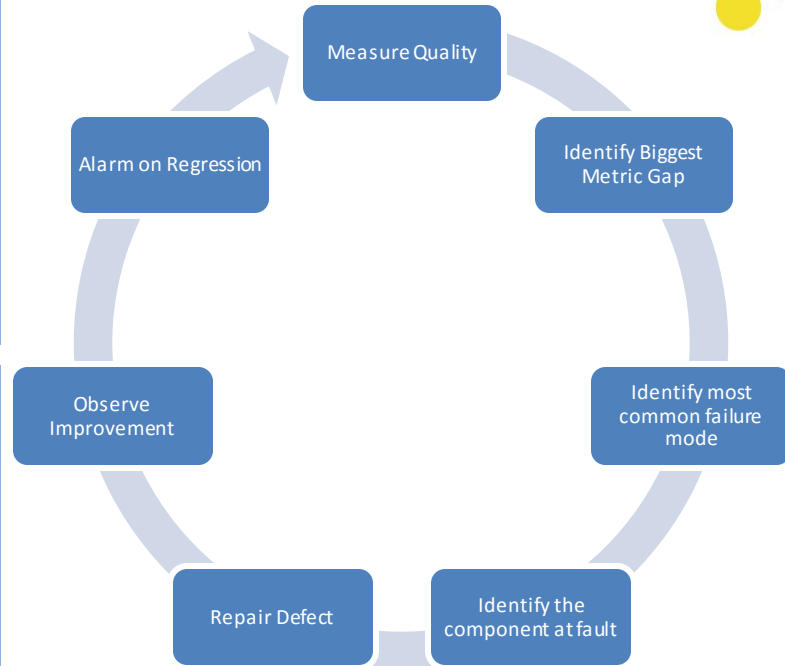 Measure Quality
Identify Biggest
Metric Gap
Identify most
common failure
mode
Identify the
component at fault
Repair Defect
Observe
Improvement
Alarm on Regression